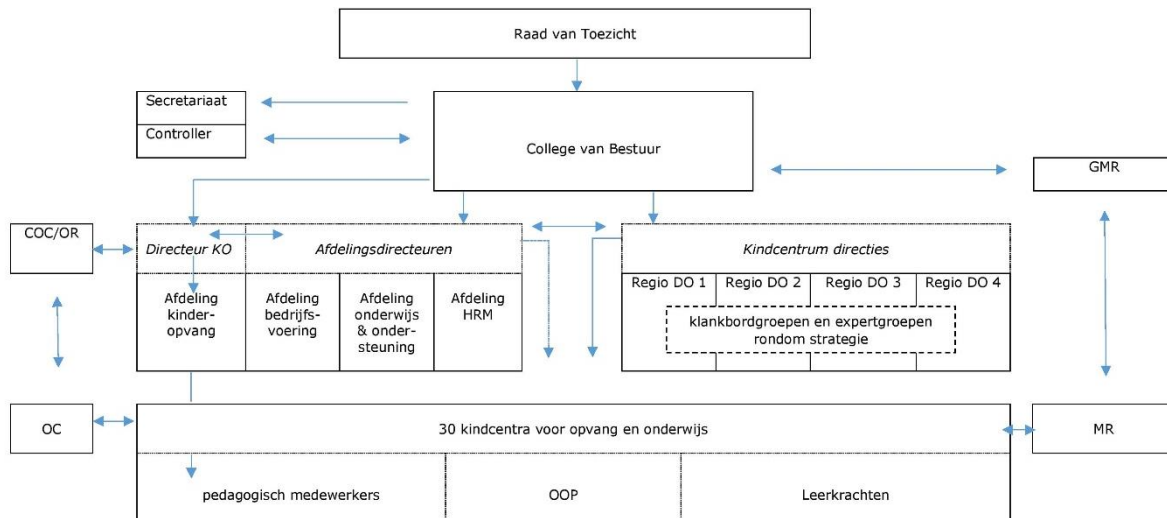 Raad van Toezicht
Secretariaat
Controller
College van Bestuur
GMR
COC/OR
Directeur KO
Afdelingsdirecteuren
Kindcentrum directies
Afdeling
kinder-
opvang
Afdeling
bedrijfs-
voering
Afdeling
onderwijs
& onder-
steuning
Afdeling
HRM
Regio DO 1
Regio DO 2
Regio DO 3
Regio DO 4
klankbordgroepen en expertgroepen
rondom strategie
OC
30 kindcentra voor opvang en onderwijs
MR
pedagogisch medewerkers
OOP
Leerkrachten